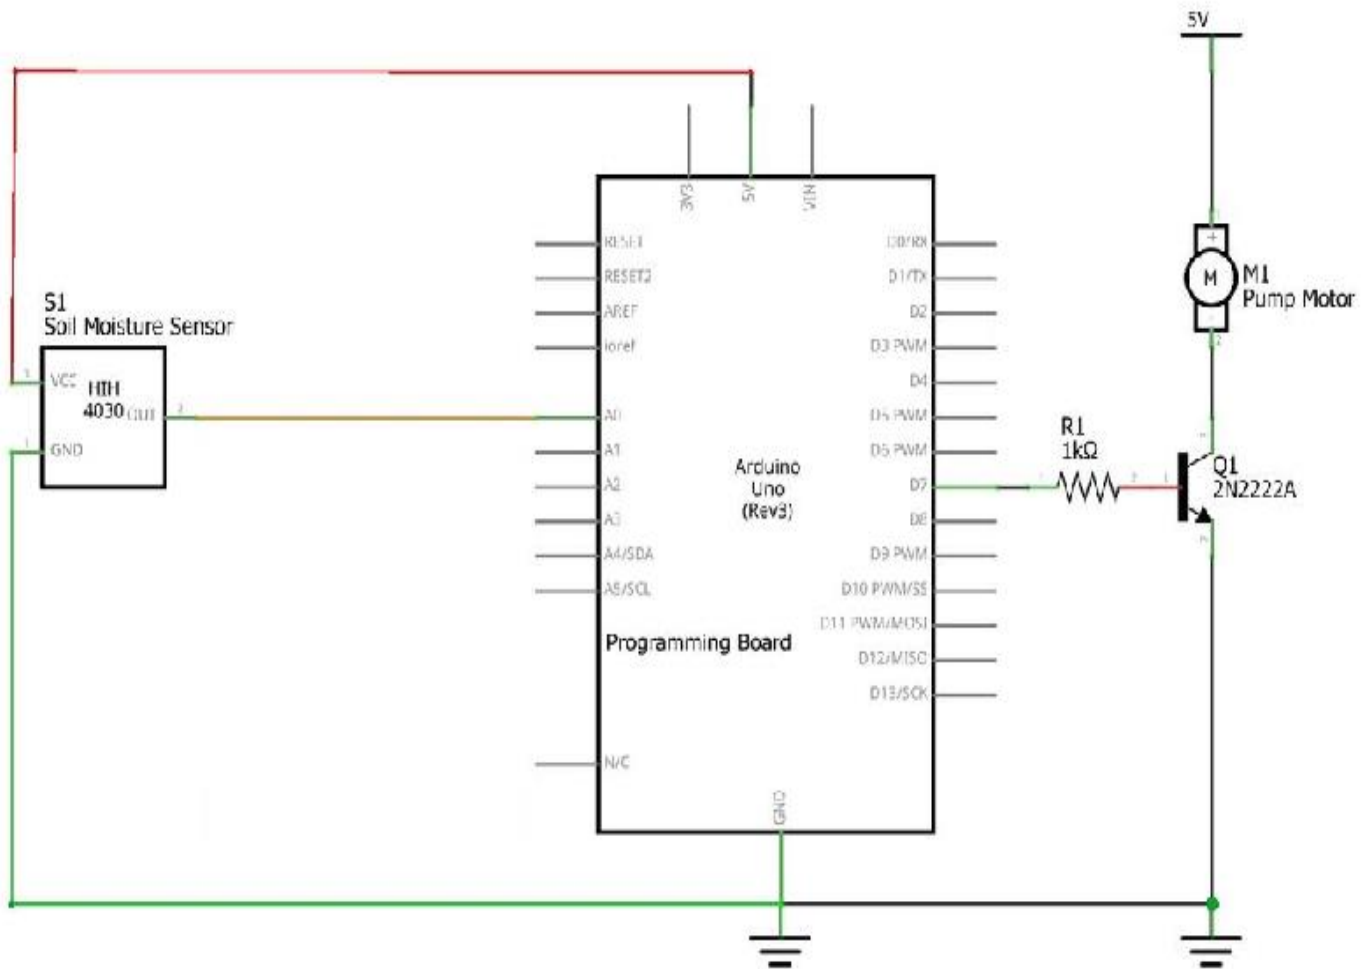 5V
3V3
5V
VIN
RESET
RESET2
AREF
ioref
A0
A1
A2
A3
A4/SDA
A5/SCL
N/C
D0/RX
D1/TX
D2
D3 PWM
D4
D5 PWM
D6 PWM
D7
D8
D9 PWM
D10 PWM/SS
D11 PWM/MOSI
D12/MISO
D13/SCK
GND
Arduino
Uno
(Rev3)
Programming Board
S1
Soil Moisture Sensor
VCC
HIH
4030
OUT
GND
2
R1
1kΩ
+
M
M1
Pump Motor
2
Q1
2N2222A